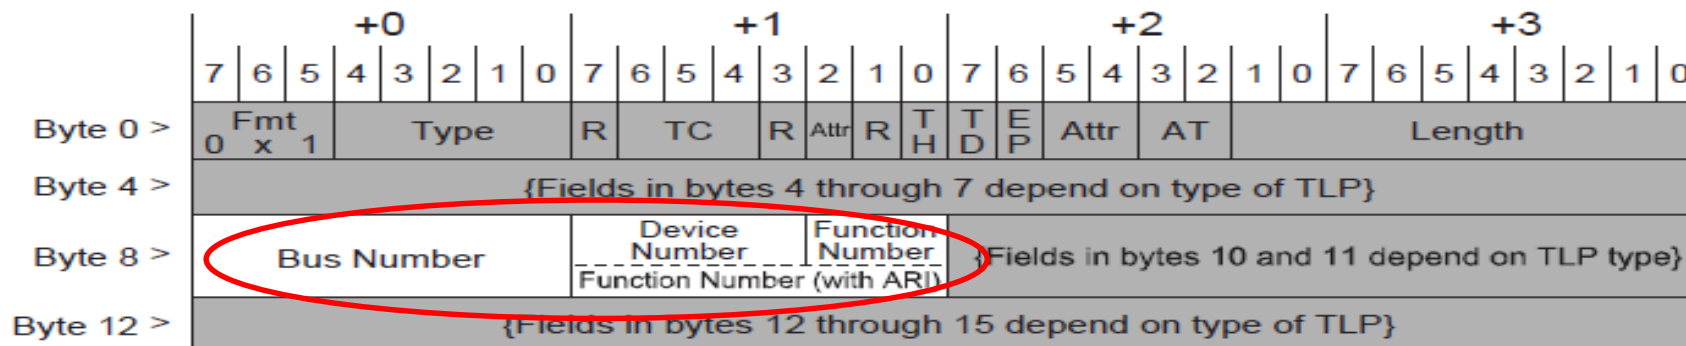 +0 +1 +2 +3
7 6 5 4 3 2 1 0 7 6 5 4 3 2 1 0 7 6 5 4 3 2 1 0 7 6 5 4 3 2 1 0
Byte 0 > Fmt 0 x 1 Type R TC R Attr R TH TD EP Attr AT Length
Byte 4 > {Fields in bytes 4 through 7 depend on type of TLP}
Byte 8 > Bus Number Device Number Function Number {Fields in bytes 10 and 11 depend on TLP type}
Function Number (with ARI)
Byte 12 > {Fields in bytes 12 through 15 depend on type of TLP}